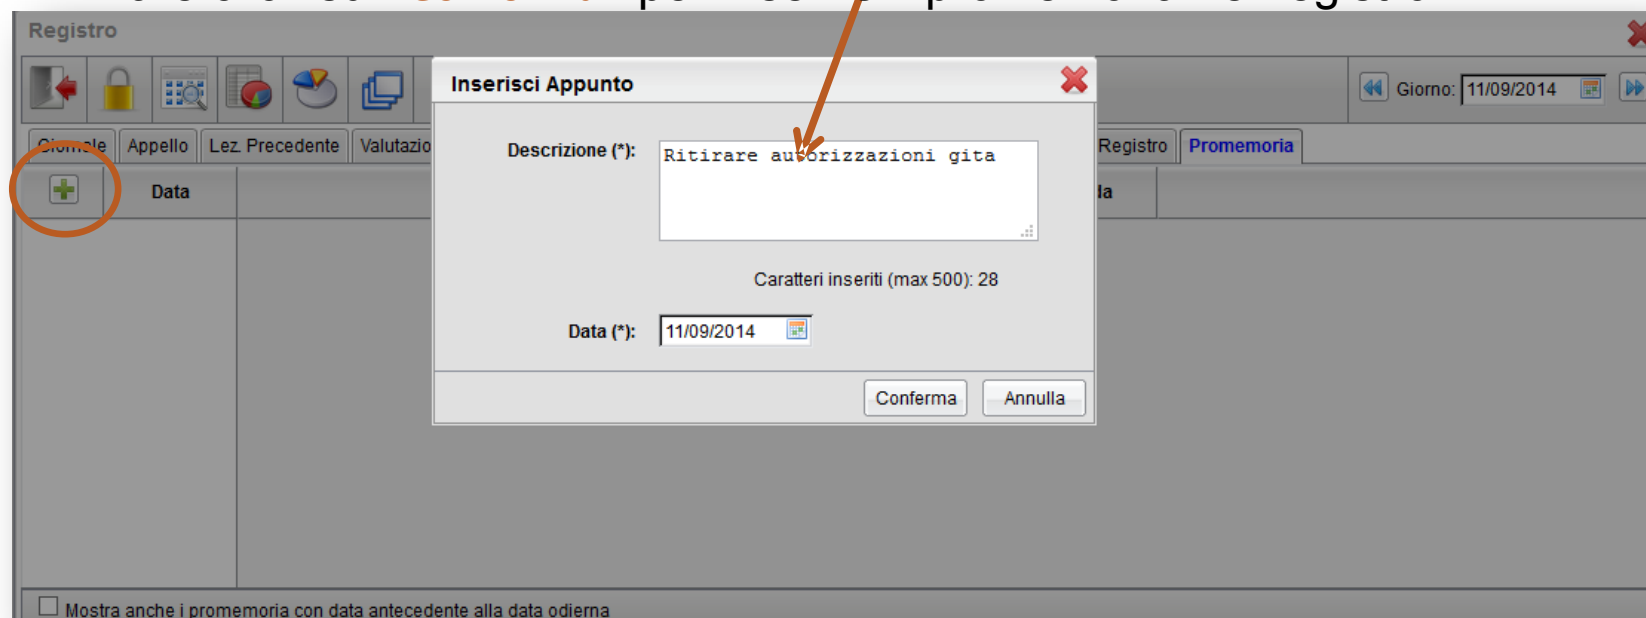 Registro
Inserisci Appunto
Giorno: 11/09/2014
Giornale Appello Lez. Precedente Registro Promemoria
Descrizione (*): Ritirare autorizzazioni gita
Data
Caratteri inseriti (max 500): 28
Data (*): 11/09/2014
Conferma Annulla
Mostra anche i promemoria con data antecedente alla data odierna